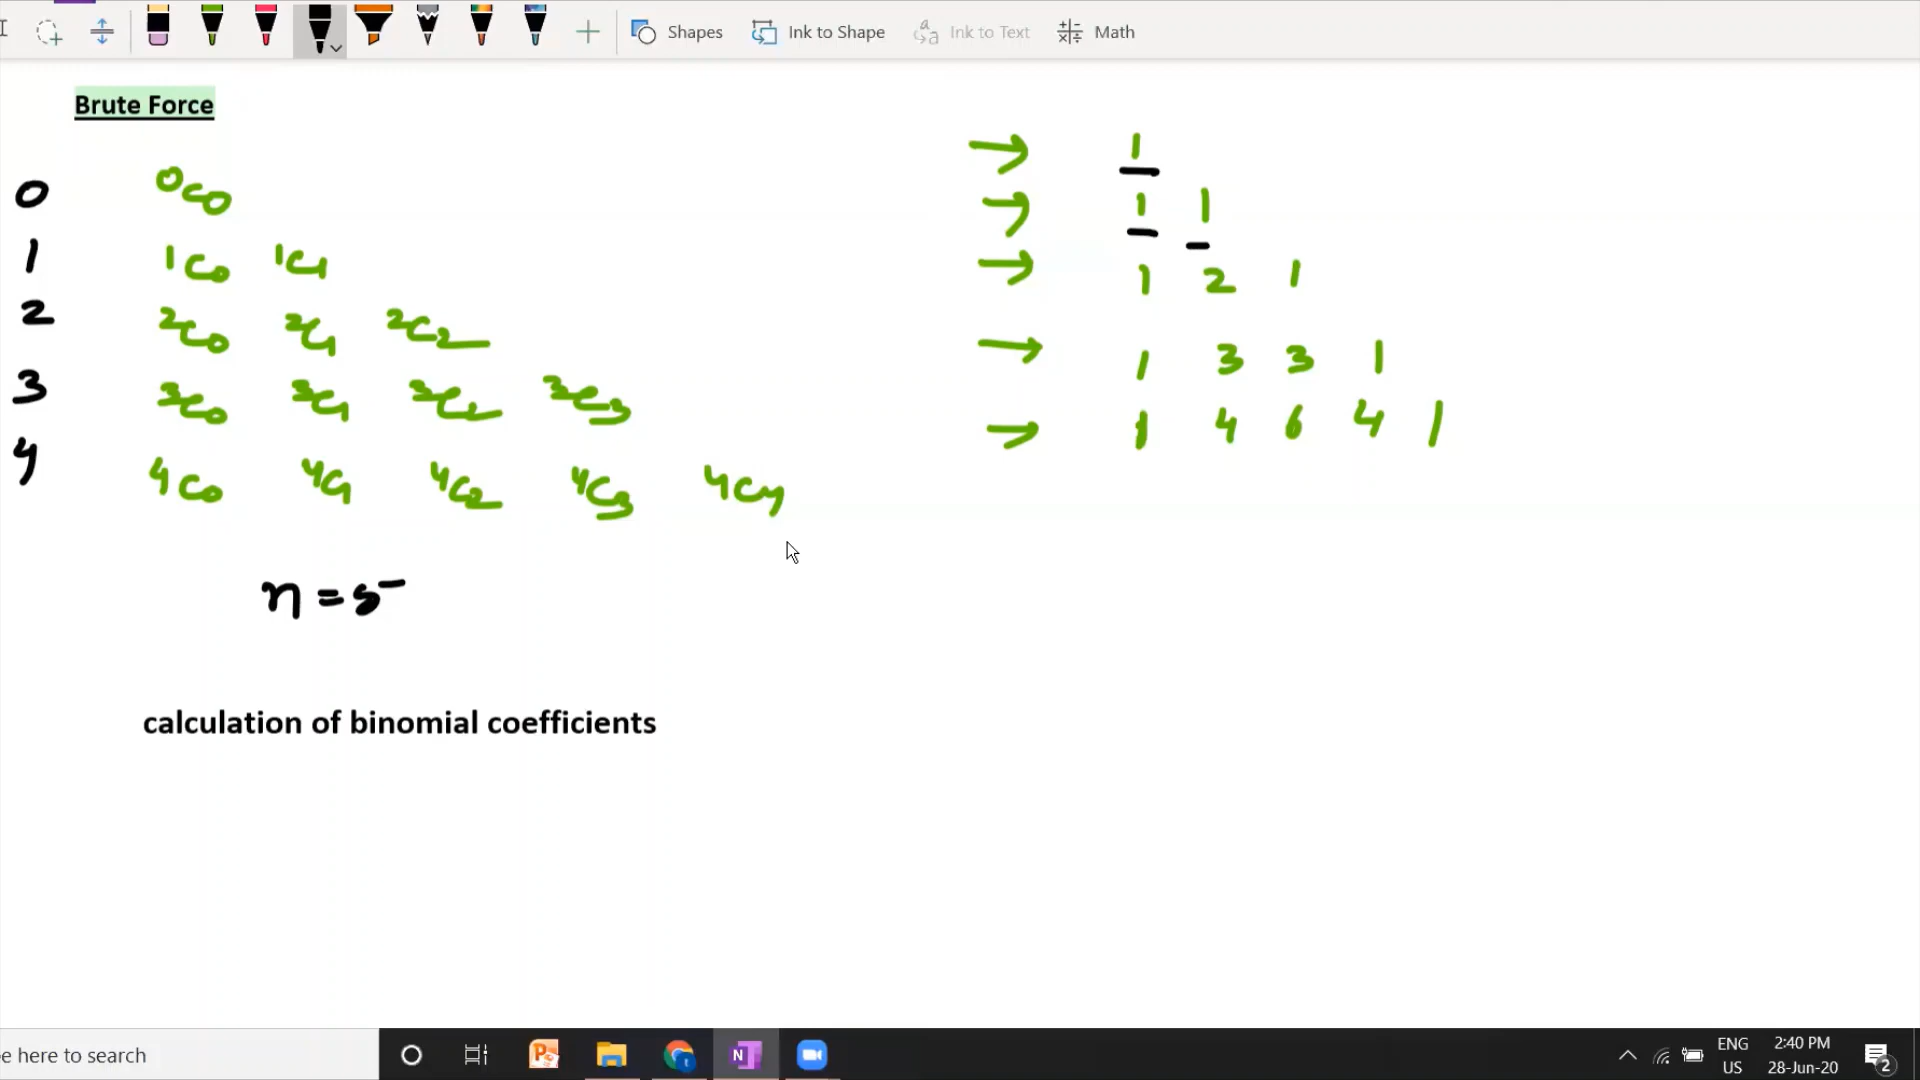 Shapes Ink to Shape Ink to Text Math
Brute Force
0 0C0 → 1
1 1C0 1C1 → 1 1
2 2C0 2C1 2C2 → 1 2 1
3 3C0 3C1 3C2 3C3 → 1 3 3 1
4 4C0 4C1 4C2 4C3 4C4 → 1 4 6 4 1
n = 5
calculation of binomial coefficients
e here to search
ENG
US
2:40 PM
28-Jun-20
2